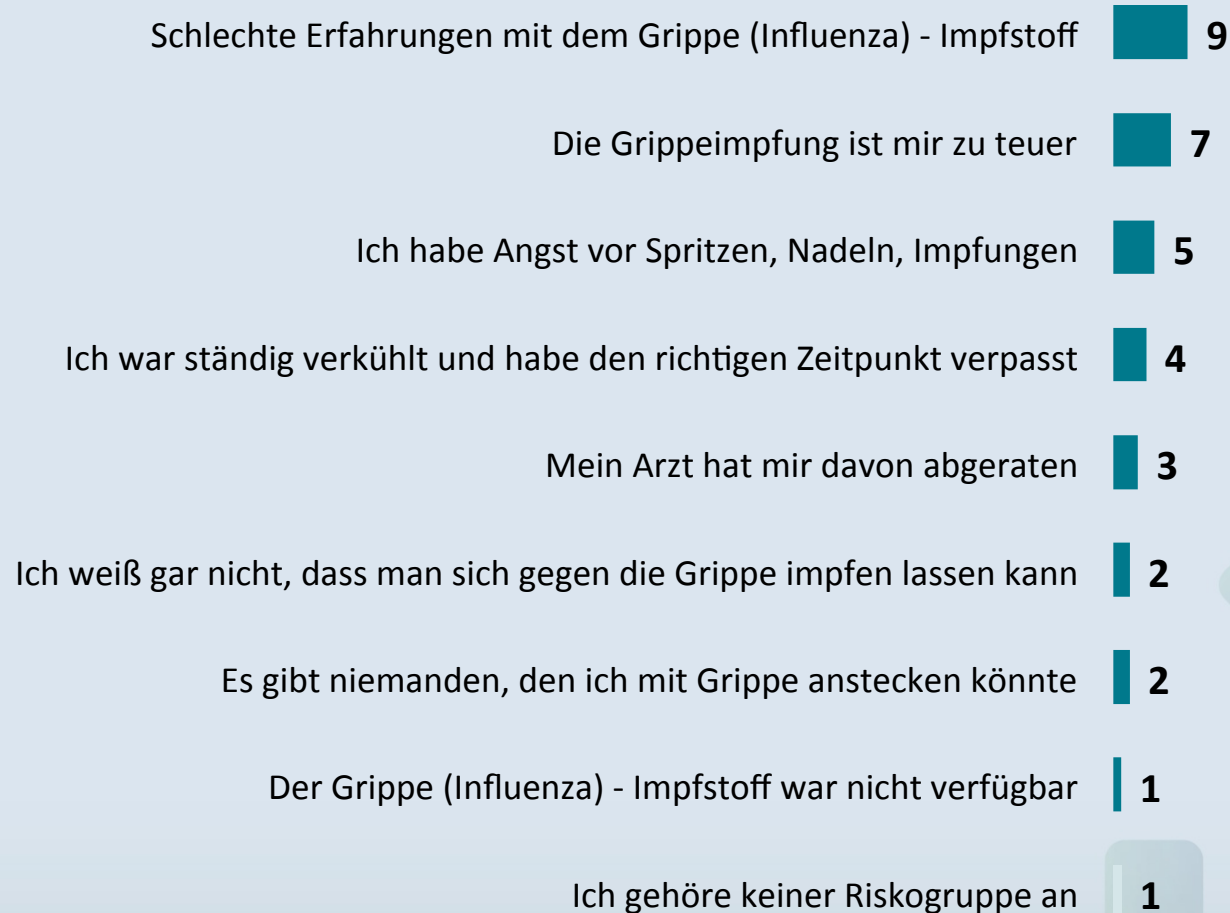 Schlechte Erfahrungen mit dem Grippe (Influenza) - Impfstoff 9
Die Grippeimpfung ist mir zu teuer 7
Ich habe Angst vor Spritzen, Nadeln, Impfungen 5
Ich war ständig verkühlt und habe den richtigen Zeitpunkt verpasst 4
Mein Arzt hat mir davon abgeraten 3
Ich weiß gar nicht, dass man sich gegen die Grippe impfen lassen kann 2
Es gibt niemanden, den ich mit Grippe anstecken könnte 2
Der Grippe (Influenza) - Impfstoff war nicht verfügbar 1
Ich gehöre keiner Riskogruppe an 1